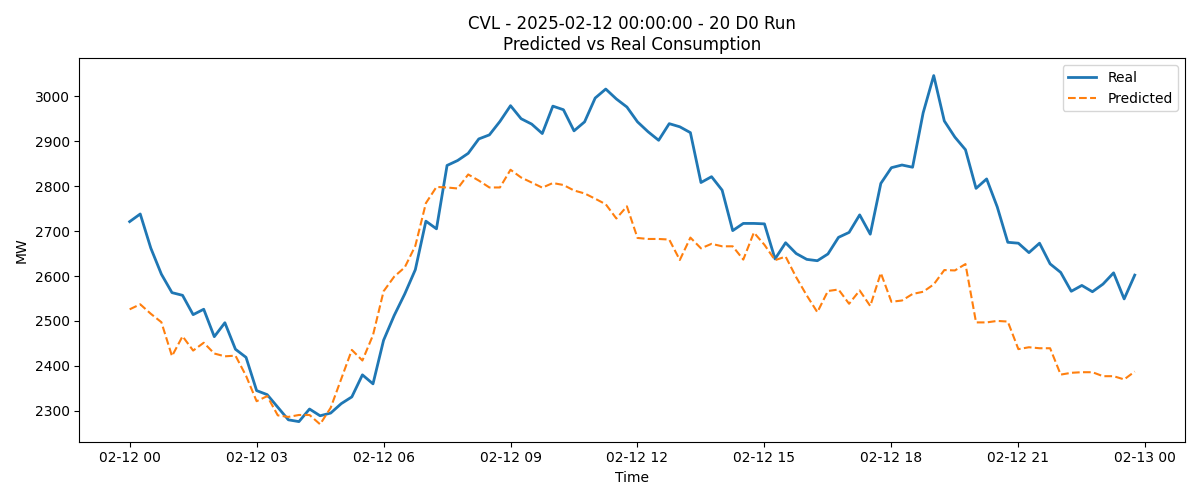 CVL - 2025-02-12 00:00:00 - 20 D0 Run
Predicted vs Real Consumption
Real
Predicted
3000
2900
2800
2700
2600
2500
2400
2300
MW
02-12 00
02-12 03
02-12 06
02-12 09
02-12 12
02-12 15
02-12 18
02-12 21
02-13 00
Time